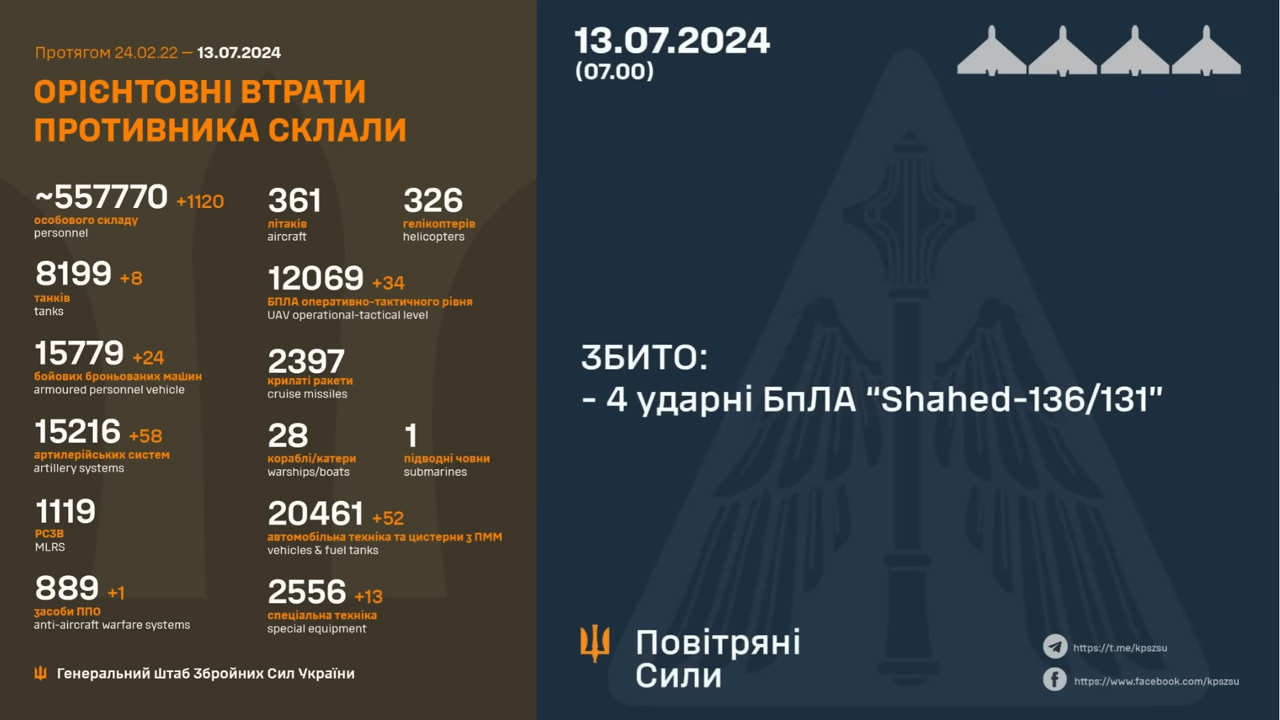 Протягом 24.02.22 — 13.07.2024
ОРІЄНТОВНІ ВТРАТИ
ПРОТИВНИКА СКЛАЛИ
~557770 +1120
особового складу
personnel
361
літаків
aircraft
326
гелікоптерів
helicopters
8199 +8
танків
tanks
12069 +34
БПЛА оперативно-тактичного рівня
UAV operational-tactical level
15779 +24
бойових броньованих машин
armoured personnel vehicle
2397
крилаті ракети
cruise missiles
15216 +58
артилерійських систем
artillery systems
28
кораблі/катери
warships/boats
1
підводні човни
submarines
1119
РСЗВ
MLRS
20461 +52
автомобільна техніка та цистерни з ПММ
vehicles & fuel tanks
889 +1
засоби ППО
anti-aircraft warfare systems
2556 +13
спеціальна техніка
special equipment
Генеральний штаб Збройних Сил України
13.07.2024
(07.00)
ЗБИТО:
- 4 ударні БпЛА “Shahed-136/131”
Повітряні
Сили
https://t.me/kpszsu
https://www.facebook.com/kpszsu